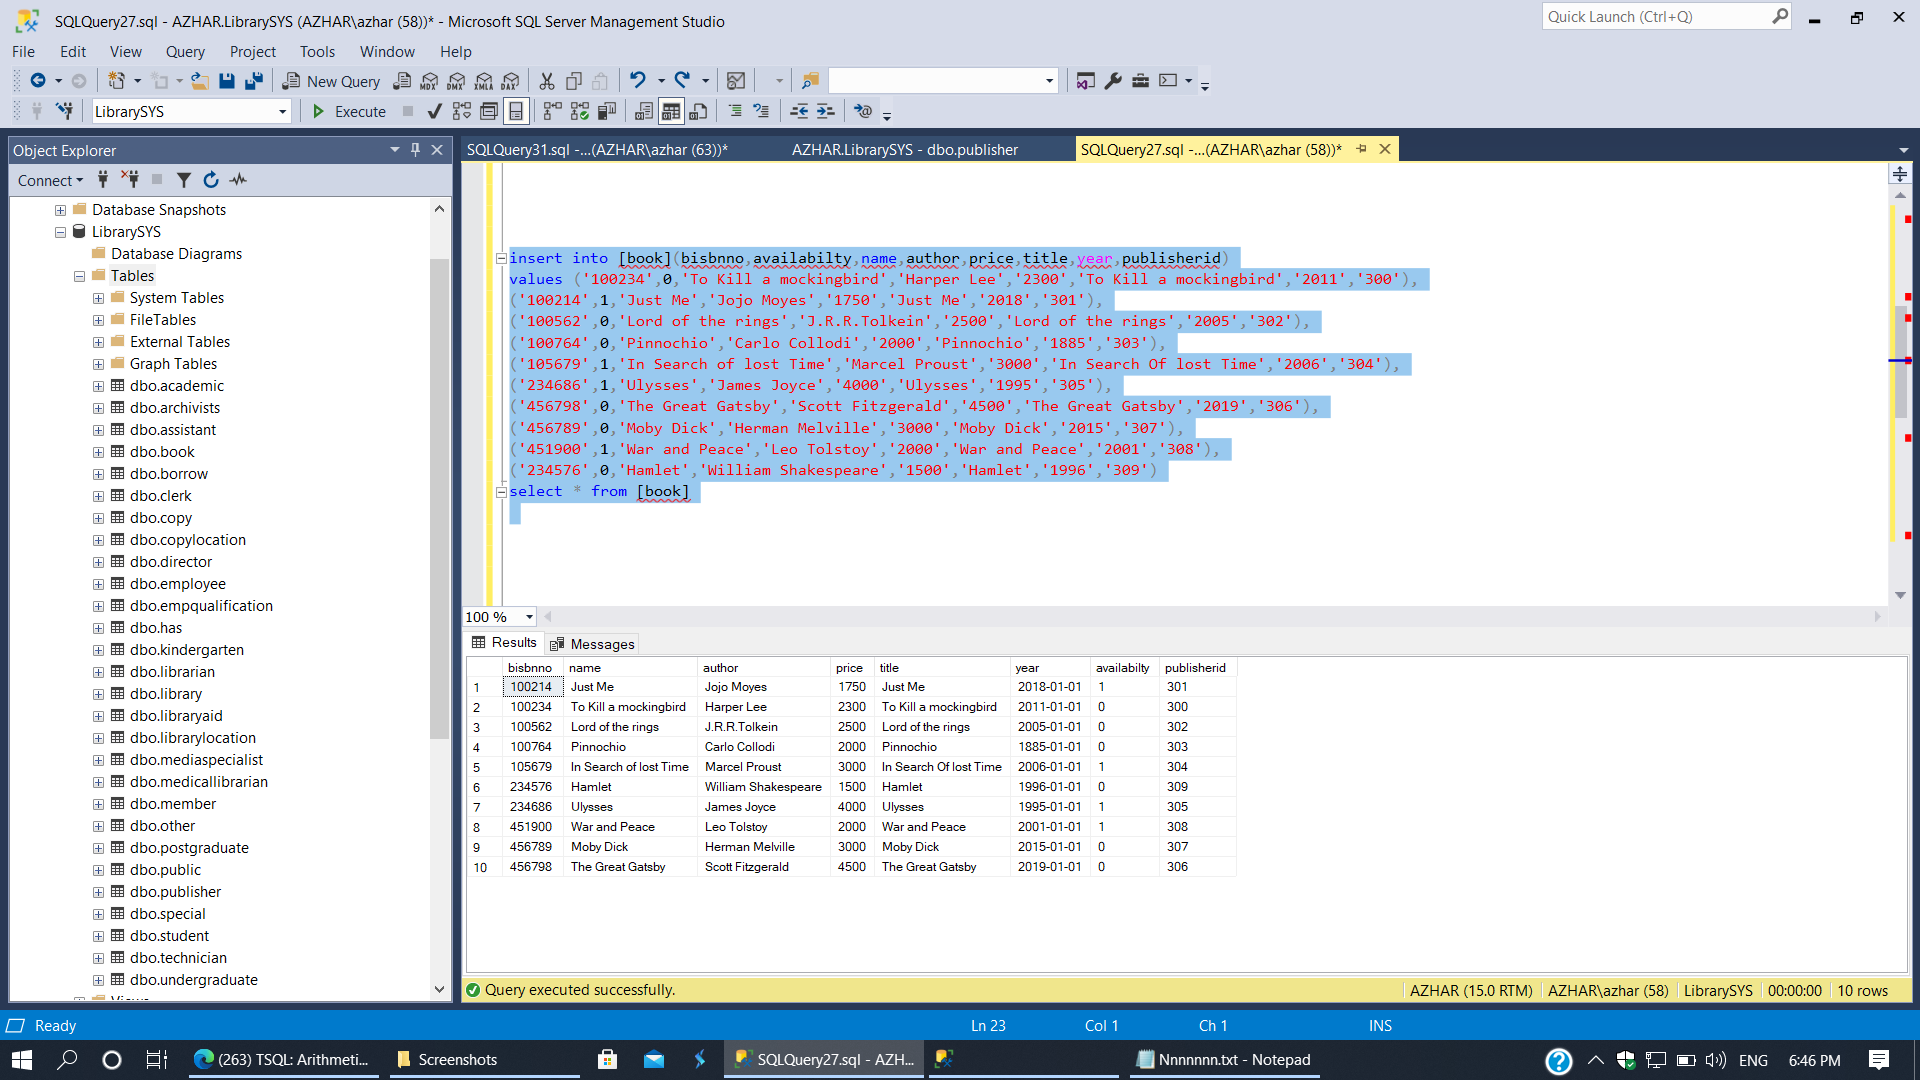 SQLQuery27.sql - AZHAR.LibrarySYS (AZHAR\azhar (58))* - Microsoft SQL Server Management Studio
Quick Launch (Ctrl+Q)
File Edit View Query Project Tools Window Help
New Query MDX DMX XMLA DAX
LibrarySYS Execute
Object Explorer
SQLQuery31.sql -...(AZHAR\azhar (63))* AZHAR.LibrarySYS - dbo.publisher SQLQuery27.sql -...(AZHAR\azhar (58))*
Connect
Database Snapshots
LibrarySYS
Database Diagrams
Tables
System Tables
FileTables
External Tables
Graph Tables
dbo.academic
dbo.archivists
dbo.assistant
dbo.book
dbo.borrow
dbo.clerk
dbo.copy
dbo.copylocation
dbo.director
dbo.employee
dbo.empqualification
dbo.has
dbo.kindergarten
dbo.librarian
dbo.library
dbo.libraryaid
dbo.librarylocation
dbo.mediaspecialist
dbo.medicallibrarian
dbo.member
dbo.other
dbo.postgraduate
dbo.public
dbo.publisher
dbo.special
dbo.student
dbo.technician
dbo.undergraduate
insert into [book](bisbnno,availabilty,name,author,price,title,year,publisherid)
values ('100234',0,'To Kill a mockingbird','Harper Lee','2300','To Kill a mockingbird','2011','300'),
('100214',1,'Just Me','Jojo Moyes','1750','Just Me','2018','301'),
('100562',0,'Lord of the rings','J.R.R.Tolkein','2500','Lord of the rings','2005','302'),
('100764',0,'Pinnochio','Carlo Collodi','2000','Pinnochio','1885','303'),
('105679',1,'In Search of lost Time','Marcel Proust','3000','In Search Of lost Time','2006','304'),
('234686',1,'Ulysses','James Joyce','4000','Ulysses','1995','305'),
('456798',0,'The Great Gatsby','Scott Fitzgerald','4500','The Great Gatsby','2019','306'),
('456789',0,'Moby Dick','Herman Melville','3000','Moby Dick','2015','307'),
('451900',1,'War and Peace','Leo Tolstoy','2000','War and Peace','2001','308'),
('234576',0,'Hamlet','William Shakespeare','1500','Hamlet','1996','309')
select * from [book]
100 %
Results Messages
bisbnno name author price title year availabilty publisherid
1 100214 Just Me Jojo Moyes 1750 Just Me 2018-01-01 1 301
2 100234 To Kill a mockingbird Harper Lee 2300 To Kill a mockingbird 2011-01-01 0 300
3 100562 Lord of the rings J.R.R.Tolkein 2500 Lord of the rings 2005-01-01 0 302
4 100764 Pinnochio Carlo Collodi 2000 Pinnochio 1885-01-01 0 303
5 105679 In Search of lost Time Marcel Proust 3000 In Search Of lost Time 2006-01-01 1 304
6 234576 Hamlet William Shakespeare 1500 Hamlet 1996-01-01 0 309
7 234686 Ulysses James Joyce 4000 Ulysses 1995-01-01 1 305
8 451900 War and Peace Leo Tolstoy 2000 War and Peace 2001-01-01 1 308
9 456789 Moby Dick Herman Melville 3000 Moby Dick 2015-01-01 0 307
10 456798 The Great Gatsby Scott Fitzgerald 4500 The Great Gatsby 2019-01-01 0 306
Query executed successfully. AZHAR (15.0 RTM) AZHAR\azhar (58) LibrarySYS 00:00:00 10 rows
Ready Ln 23 Col 1 Ch 1 INS
(263) TSQL: Arithmeti... Screenshots SQLQuery27.sql - AZH... Nnnnnnn.txt - Notepad ENG 6:46 PM